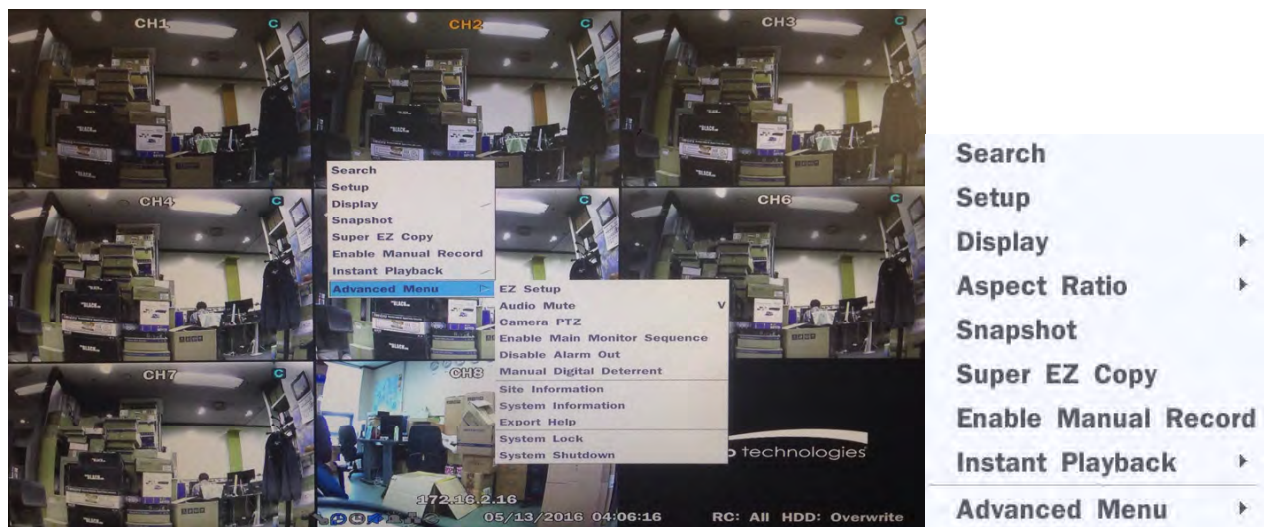 CH1 C
CH2 C
CH3 C
CH4 C
CH6 C
CH7 C
CH8
BLACK
BLACK
BLACK
Search
Setup
Display
Snapshot
Super EZ Copy
Enable Manual Record
Instant Playback
Advanced Menu
EZ Setup
Audio Mute V
Camera PTZ
Enable Main Monitor Sequence
Disable Alarm Out
Manual Digital Deterrent
Site Information
System Information
Export Help
System Lock
System Shutdown
technologies
172.16.2.16
05/13/2016 04:06:16 RC: All HDD: Overwrite
Search
Setup
Display
Aspect Ratio
Snapshot
Super EZ Copy
Enable Manual Record
Instant Playback
Advanced Menu